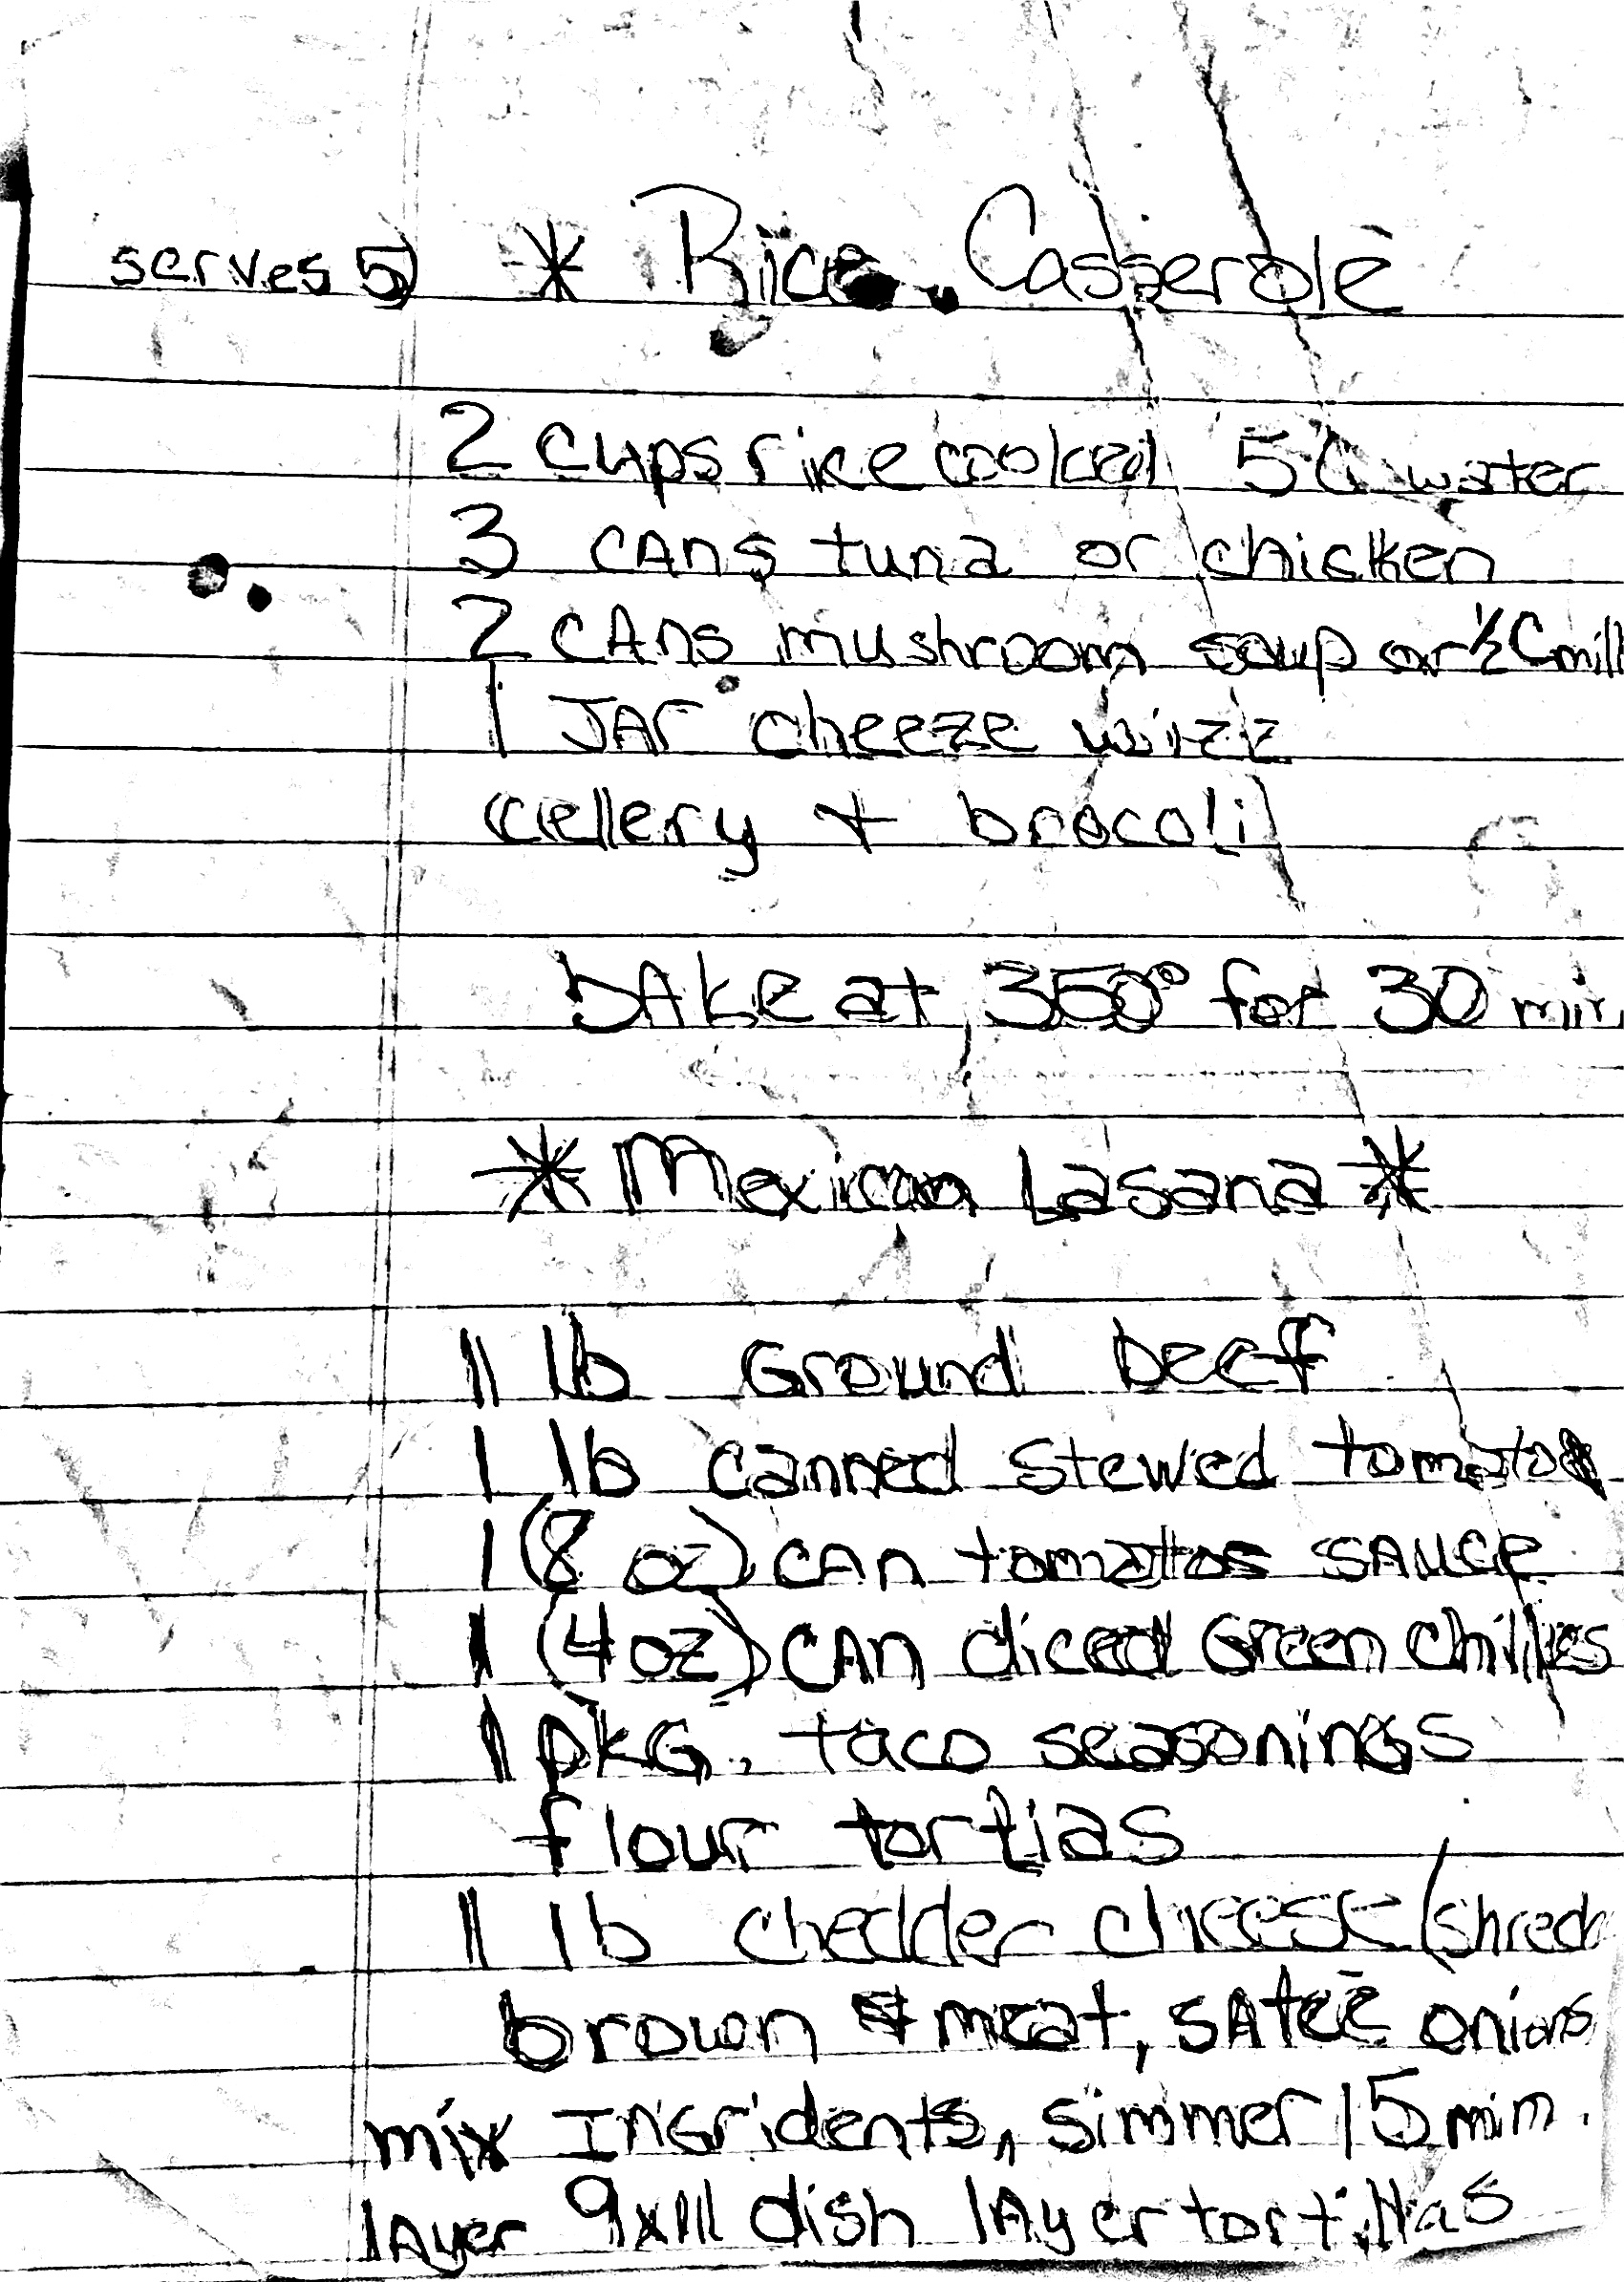 serves 5) * Rice Casserole
2 cups rice cooked 5 C water
3 cans tuna or chicken
2 cans mushroom soup or ½ C milk
1 JAr cheeze wizz
(cellery + brocoli)
bake at 350° for 30 min
* Mexican Lasana *
1 lb Ground beef
1 lb canned stewed tomatoe
1 (8 oz) can tomatoe sauce
1 (4 oz) can diced Green chillies
1 pkG. taco seasonings
flour tortias
1 lb chedder cheese (shred
brown meat, satee onions
mix Ingridents, simmer 15 min.
layer dish layer tortillas